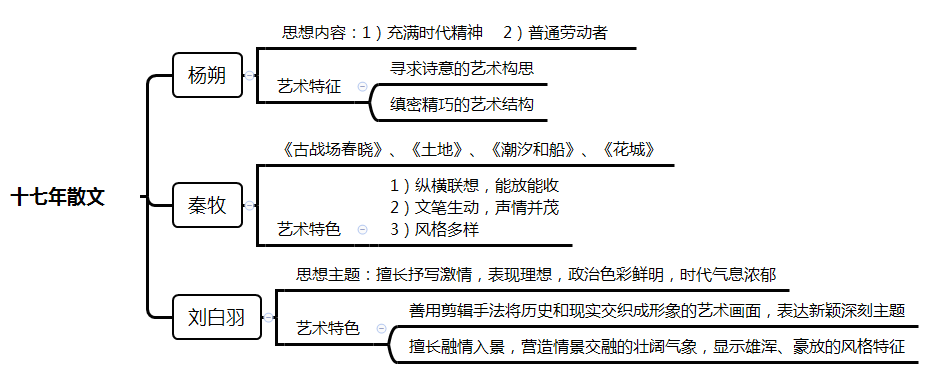 十七年散文
杨朔
思想内容：1）充满时代精神 2）普通劳动者
艺术特征
寻求诗意的艺术构思
缜密精巧的艺术结构
秦牧
《古战场春晓》、《土地》、《潮汐和船》、《花城》
艺术特色
1）纵横联想，能放能收
2）文笔生动，声情并茂
3）风格多样
刘白羽
思想主题：擅长抒写激情，表现理想，政治色彩鲜明，时代气息浓郁
艺术特色
善用剪辑手法将历史和现实交织成形象的艺术画面，表达新颖深刻主题
擅长融情入景，营造情景交融的壮阔气象，显示雄浑、豪放的风格特征